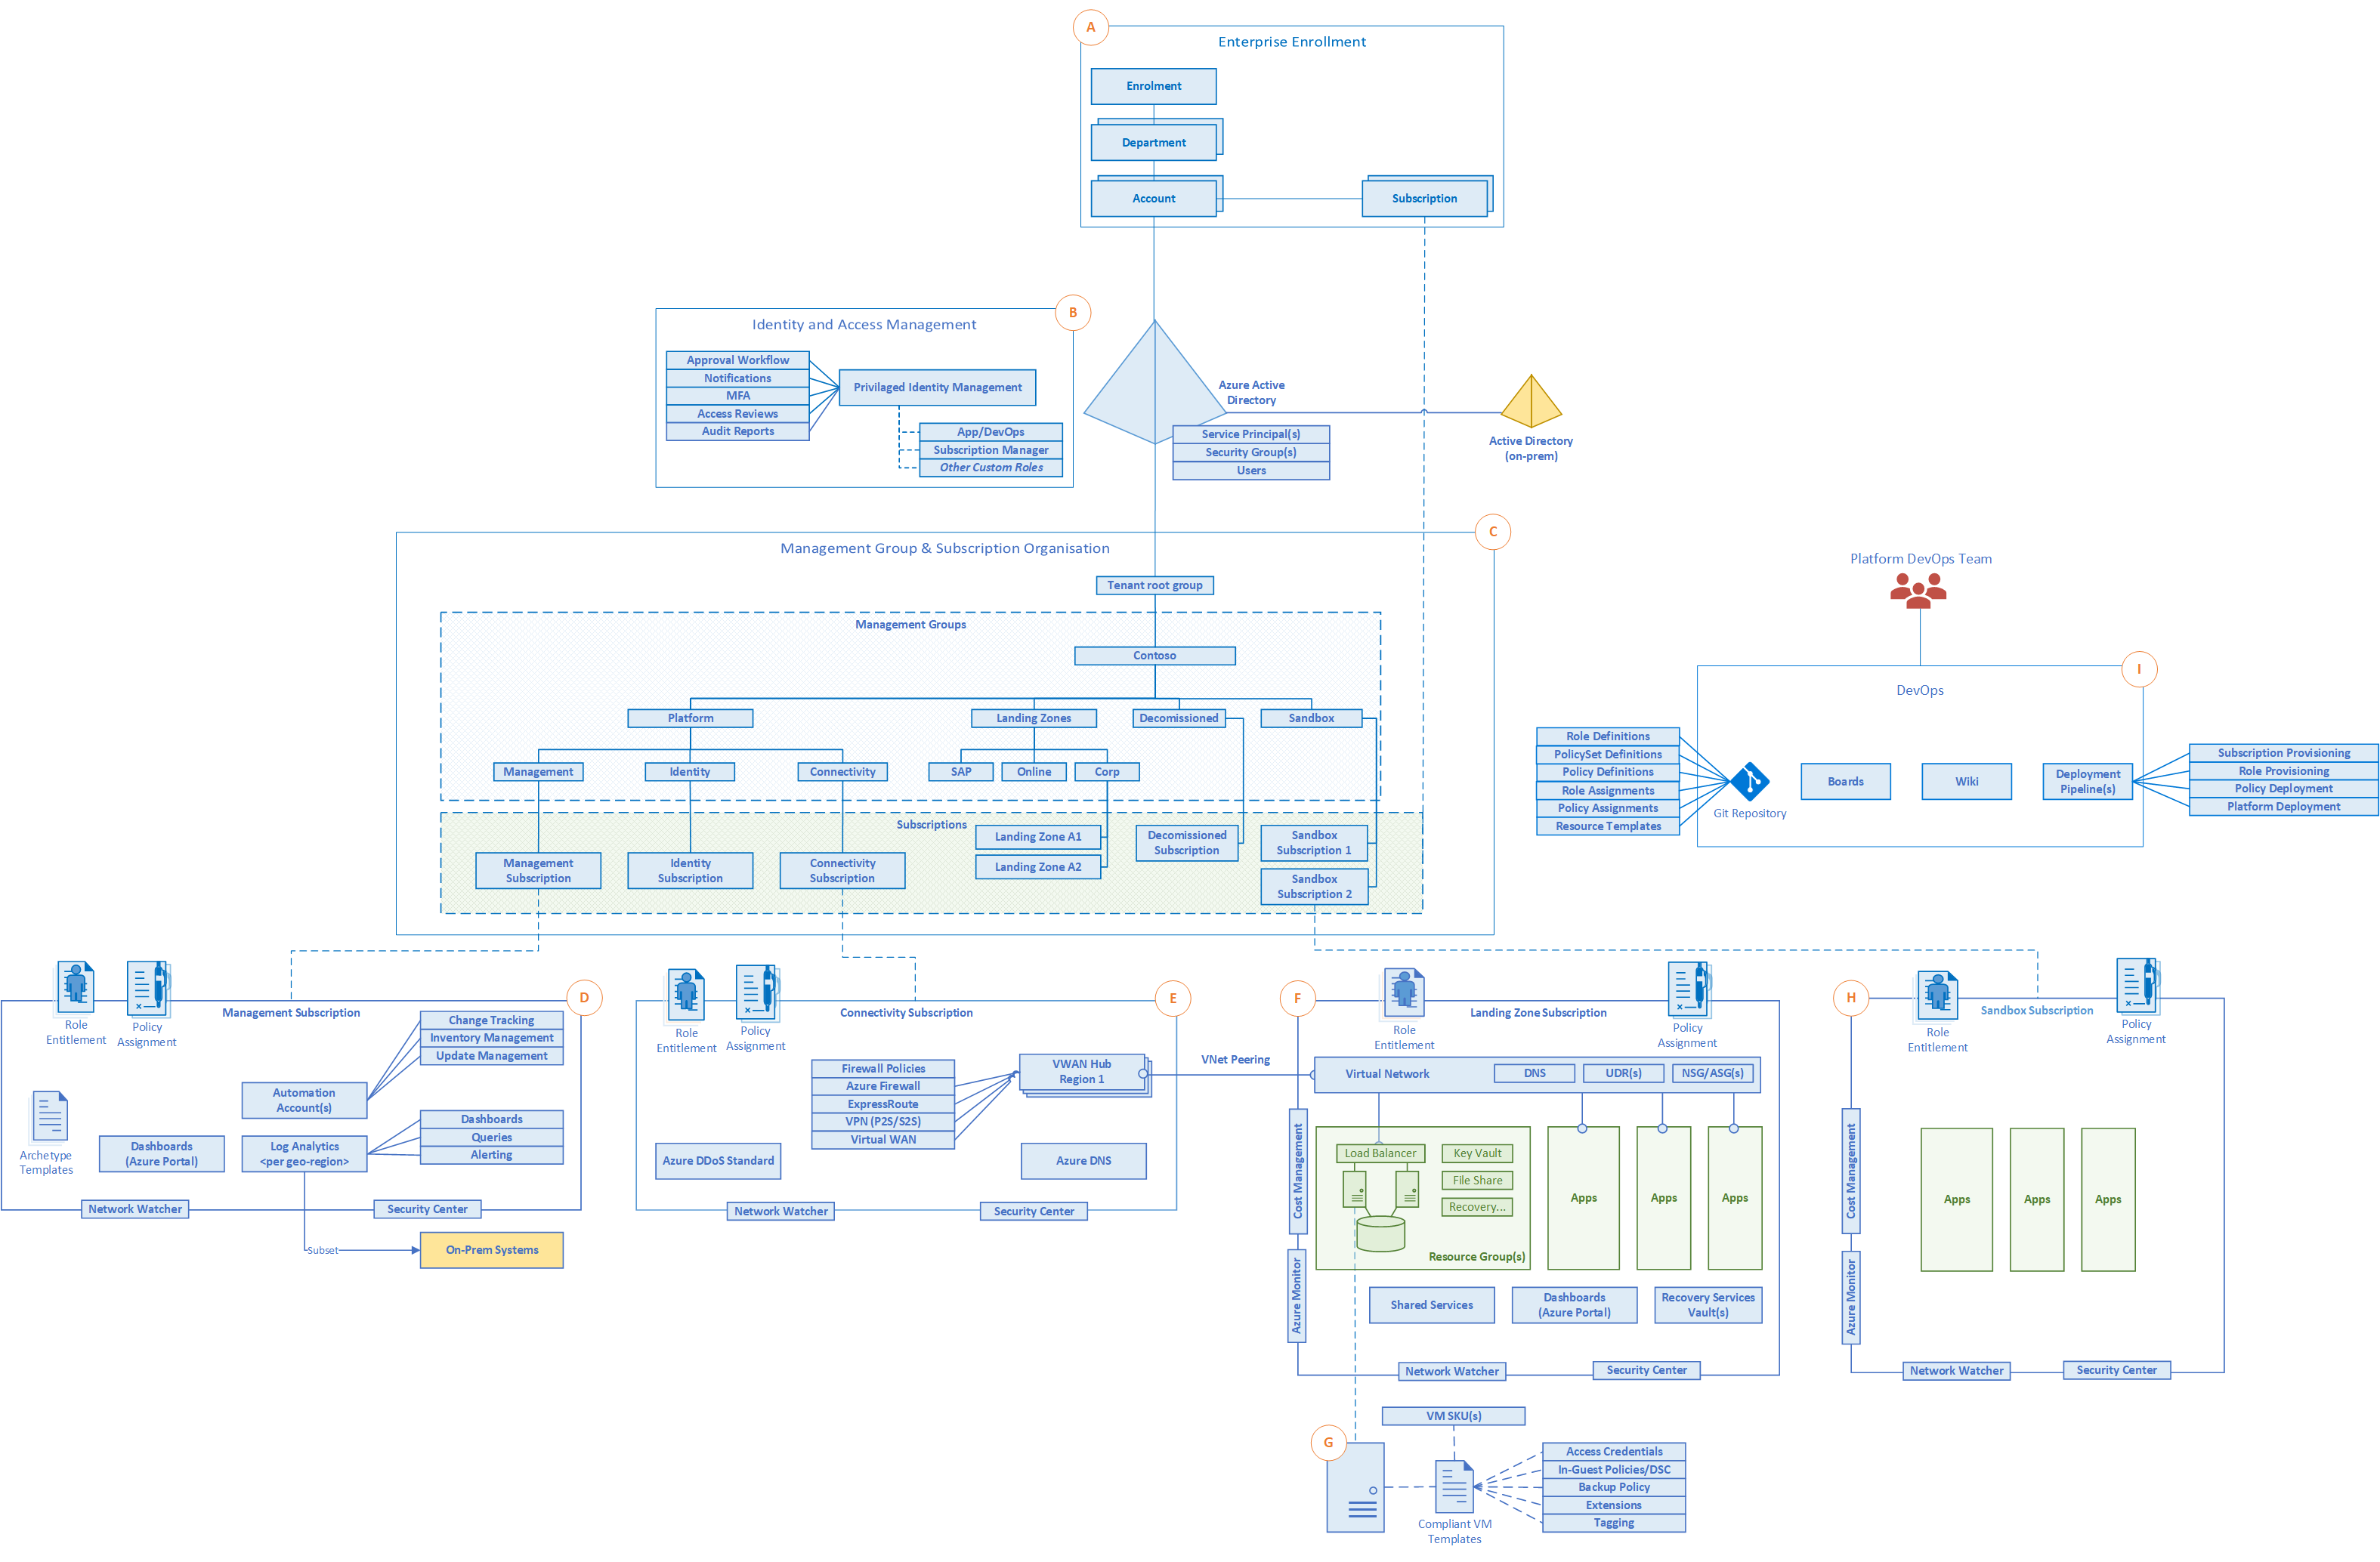 A
Enterprise Enrollment
Enrolment
Department
Account
Subscription
B
Identity and Access Management
Approval Workflow
Notifications
MFA
Access Reviews
Audit Reports
Privilaged Identity Management
App/DevOps
Subscription Manager
Other Custom Roles
Azure Active
Directory
Service Principal(s)
Security Group(s)
Users
Active Directory
(on-prem)
C
Management Group & Subscription Organisation
Tenant root group
Management Groups
Contoso
Platform
Landing Zones
Decomissioned
Sandbox
Management
Identity
Connectivity
SAP
Online
Corp
Subscriptions
Management
Subscription
Identity
Subscription
Connectivity
Subscription
Landing Zone A1
Landing Zone A2
Decomissioned
Subscription
Sandbox
Subscription 1
Sandbox
Subscription 2
Platform DevOps Team
I
DevOps
Role Definitions
PolicySet Definitions
Policy Definitions
Role Assignments
Policy Assignments
Resource Templates
Git Repository
Boards
Wiki
Deployment
Pipeline(s)
Subscription Provisioning
Role Provisioning
Policy Deployment
Platform Deployment
D
Role
Entitlement
Policy
Assignment
Management Subscription
Change Tracking
Inventory Management
Update Management
Automation
Account(s)
Archetype
Templates
Dashboards
(Azure Portal)
Log Analytics
<per geo-region>
Dashboards
Queries
Alerting
Network Watcher
Security Center
Subset
On-Prem Systems
E
Role
Entitlement
Policy
Assignment
Connectivity Subscription
Firewall Policies
Azure Firewall
ExpressRoute
VPN (P2S/S2S)
Virtual WAN
VWAN Hub
Region 1
Azure DDoS Standard
Azure DNS
Network Watcher
Security Center
VNet Peering
F
Role
Entitlement
Landing Zone Subscription
Policy
Assignment
Virtual Network
DNS
UDR(s)
NSG/ASG(s)
Cost Management
Azure Monitor
Load Balancer
Key Vault
File Share
Recovery...
Resource Group(s)
Apps
Apps
Apps
Shared Services
Dashboards
(Azure Portal)
Recovery Services
Vault(s)
Network Watcher
Security Center
G
VM SKU(s)
Compliant VM
Templates
Access Credentials
In-Guest Policies/DSC
Backup Policy
Extensions
Tagging
H
Role
Entitlement
Sandbox Subscription
Policy
Assignment
Cost Management
Azure Monitor
Apps
Apps
Apps
Network Watcher
Security Center